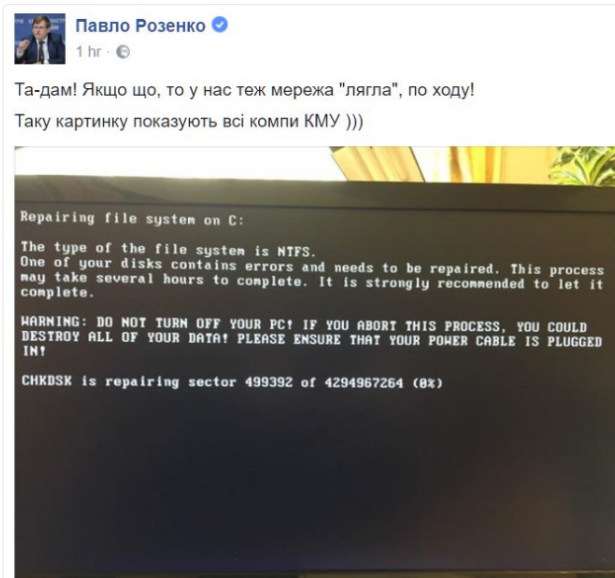 Павло Розенко
1 hr
Та-дам! Якщо що, то у нас теж мережа "лягла", по ходу!
Таку картинку показують всі компи КМУ )))
Repairing file system on C:
The type of the file system is NTFS.
One of your disks contains errors and needs to be repaired. This process
may take several hours to complete. It is strongly recommended to let it
complete.
WARNING: DO NOT TURN OFF YOUR PC! IF YOU ABORT THIS PROCESS, YOU COULD
DESTROY ALL OF YOUR DATA! PLEASE ENSURE THAT YOUR POWER CABLE IS PLUGGED
IN!
CHKDSK is repairing sector 499392 of 4294967264 (0%)